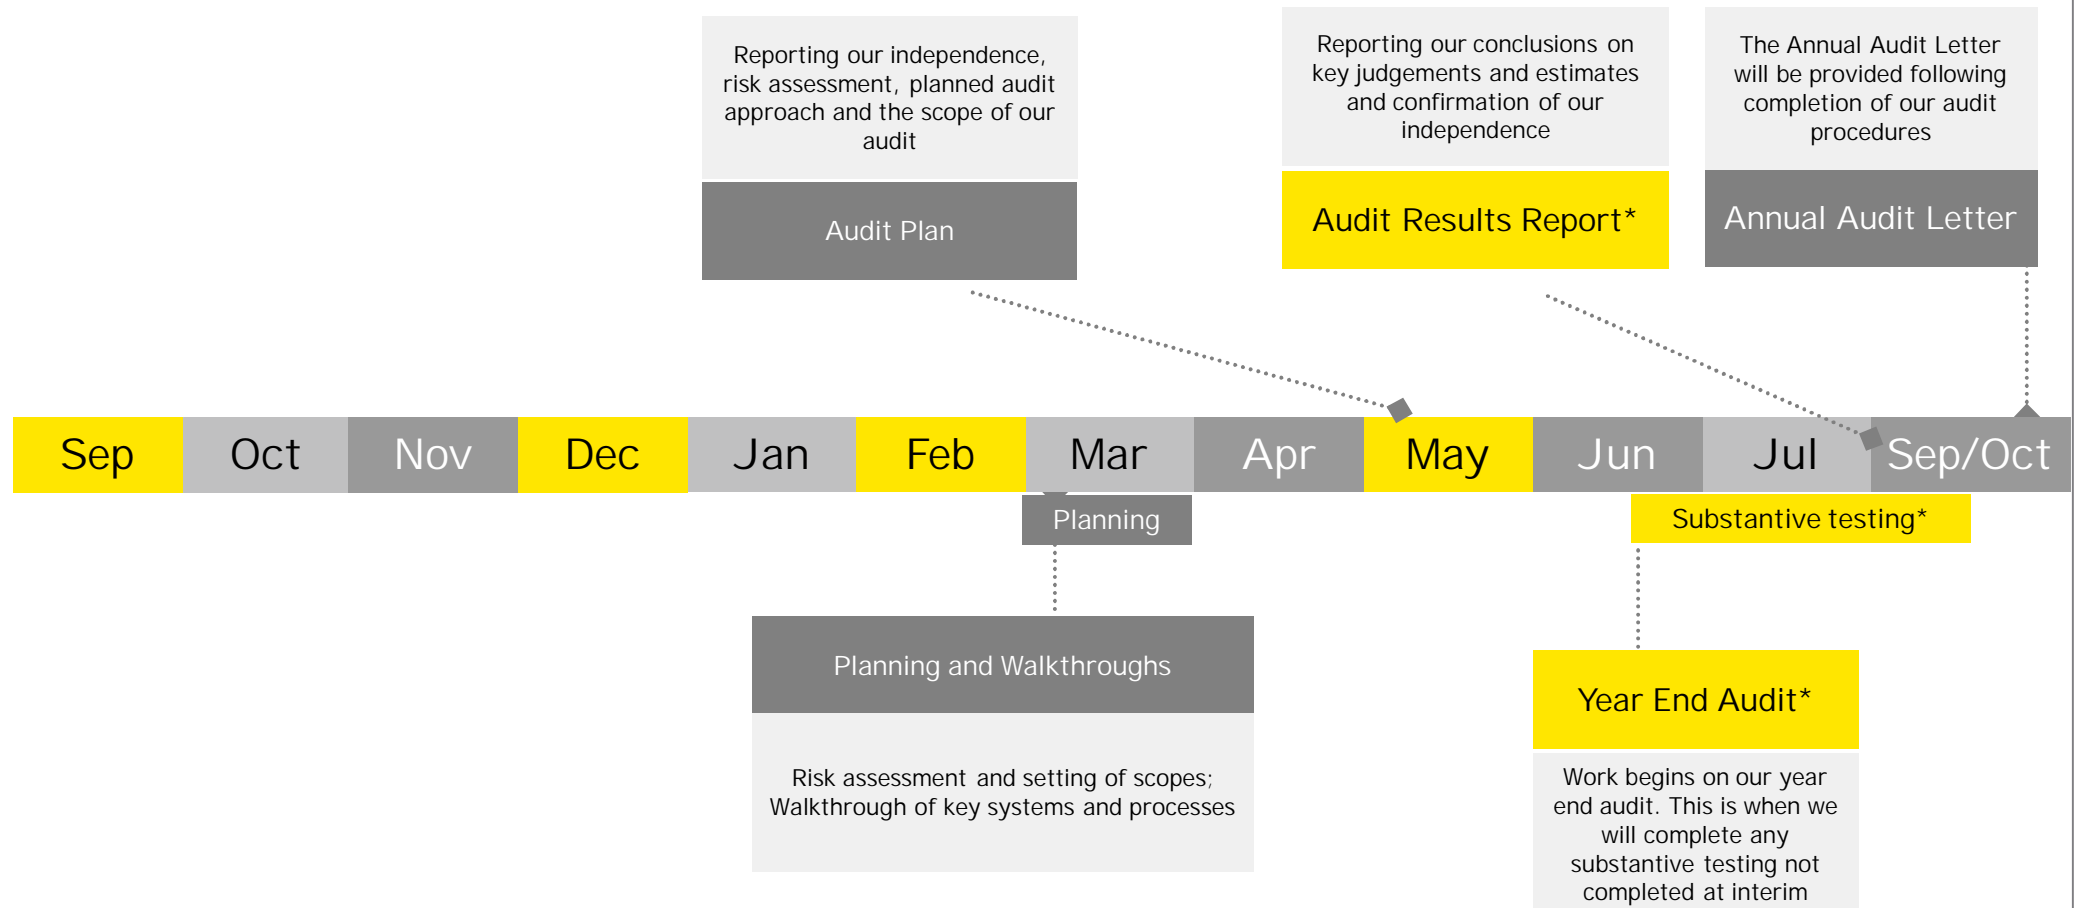 Reporting our independence,
risk assessment, planned audit
approach and the scope of our
audit
Audit Plan
Reporting our conclusions on
key judgements and estimates
and confirmation of our
independence
Audit Results Report*
The Annual Audit Letter
will be provided following
completion of our audit
procedures
Annual Audit Letter
Sep Oct Nov Dec Jan Feb Mar Apr May Jun Jul Sep/Oct
Planning
Substantive testing*
Planning and Walkthroughs
Risk assessment and setting of scopes;
Walkthrough of key systems and processes
Year End Audit*
Work begins on our year
end audit. This is when we
will complete any
substantive testing not
completed at interim